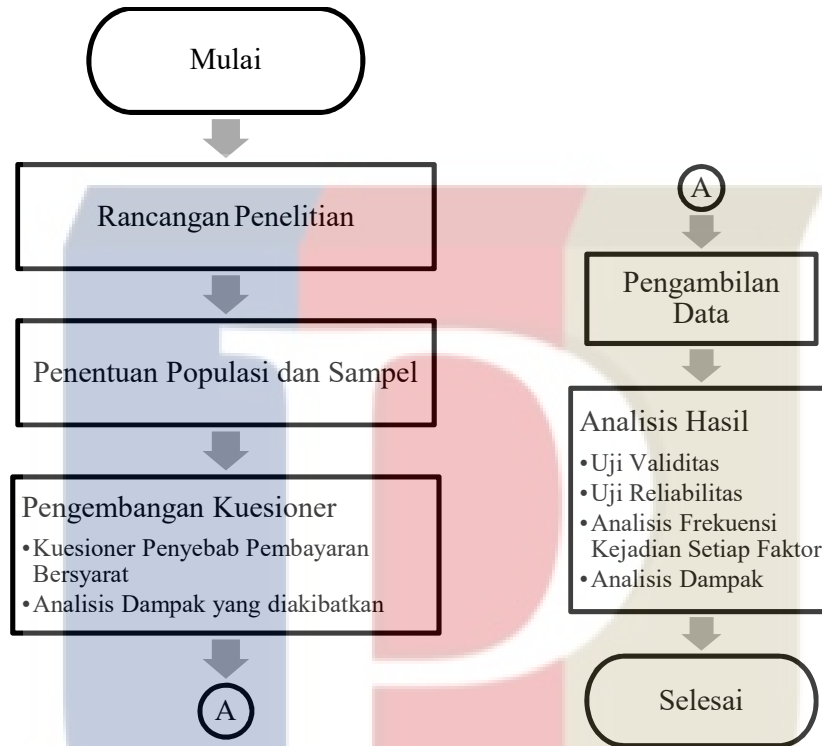 Mulai
Rancangan Penelitian
Penentuan Populasi dan Sampel
Pengembangan Kuesioner
•Kuesioner Penyebab Pembayaran
Bersyarat
•Analisis Dampak yang diakibatkan
A
A
Pengambilan
Data
Analisis Hasil
•Uji Validitas
•Uji Reliabilitas
•Analisis Frekuensi
Kejadian Setiap Faktor
•Analisis Dampak
Selesai